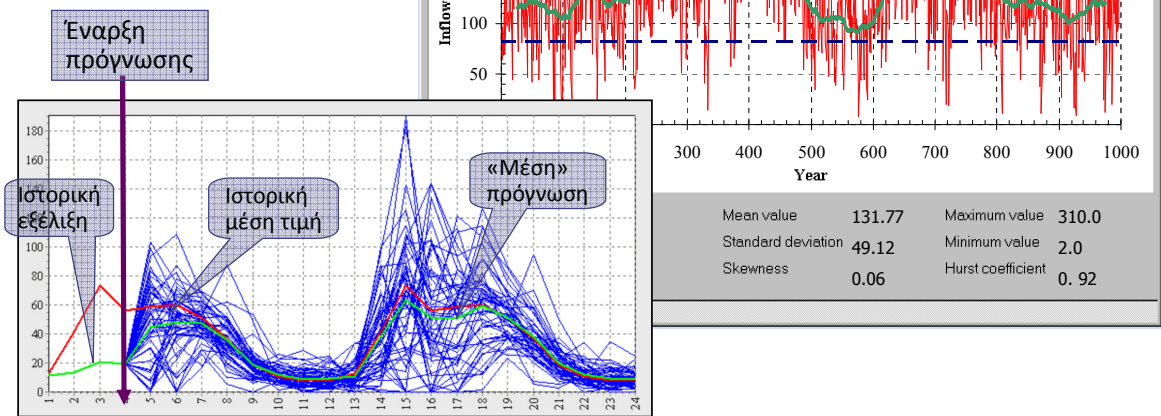 Έναρξη
πρόγνωσης
Inflow
100
50
300 400 500 600 700 800 900 1000
Year
Mean value 131.77 Maximum value 310.0
Standard deviation 49.12 Minimum value 2.0
Skewness 0.06 Hurst coefficient 0. 92
180
160
140
100
80
60
40
20
0
Ιστορική
εξέλιξη
Ιστορική
μέση τιμή
«Μέση»
πρόγνωση
1 2 3 4 5 6 7 8 9 10 11 12 13 14 15 16 17 18 19 20 21 22 23 24